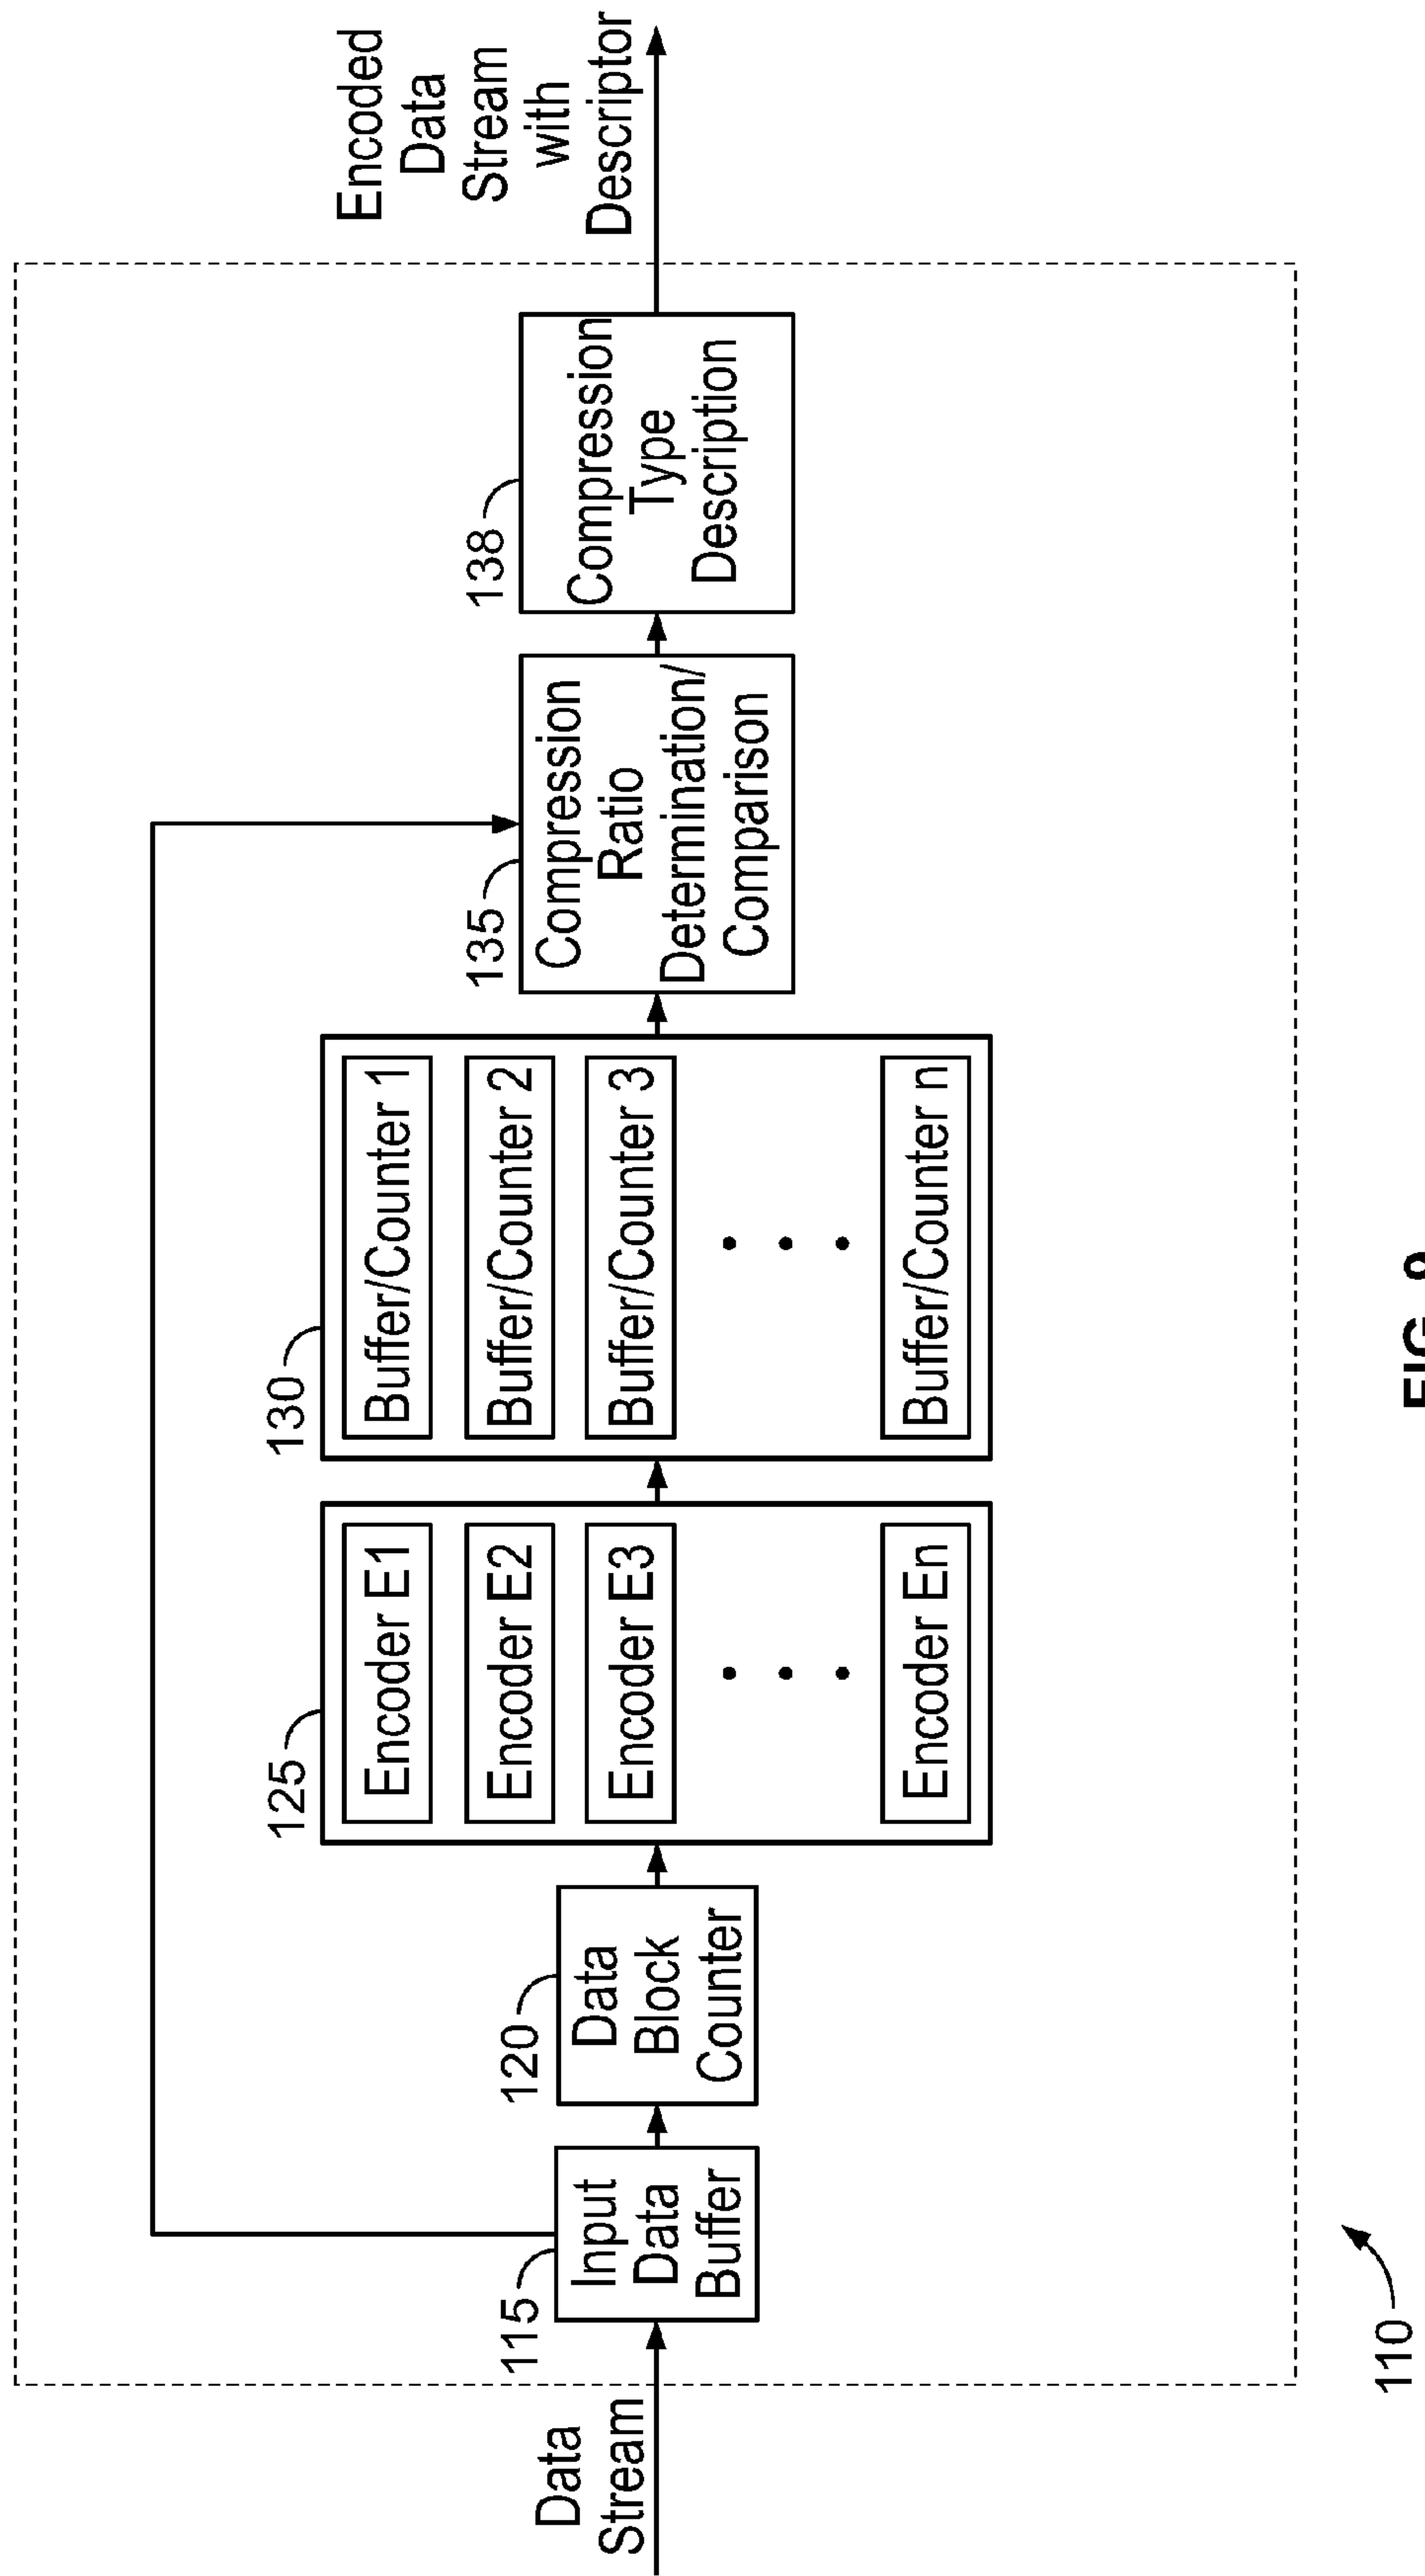 Data
Stream
115
Input
Data
Buffer
120
Data
Block
Counter
125
Encoder E1
Encoder E2
Encoder E3
Encoder En
130
Buffer/Counter 1
Buffer/Counter 2
Buffer/Counter 3
Buffer/Counter n
135
Compression
Ratio
Determination/
Comparison
138
Compression
Type
Description
Encoded
Data
Stream
with
Descriptor
110
FIG